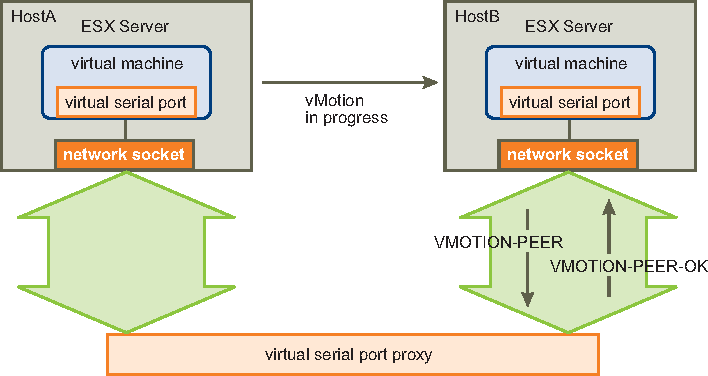 HostA
ESX Server
virtual machine
virtual serial port
network socket
vMotion
in progress
HostB
ESX Server
virtual machine
virtual serial port
network socket
VMOTION-PEER
VMOTION-PEER-OK
virtual serial port proxy